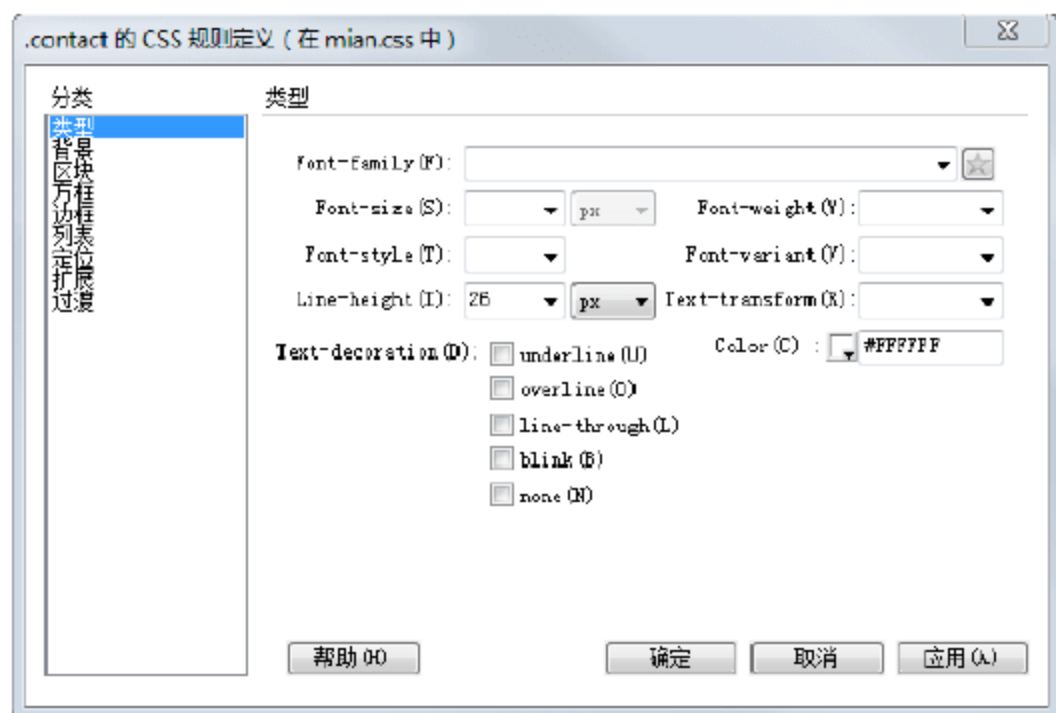 .contact 的 CSS 规则定义（在 mian.css 中）
分类
类型
类型
背景
区块
方框
边框
列表
定位
扩展
过渡
Font-family(F):
Font-size(S): px Font-weight(W):
Font-style(T): Font-variant(V):
Line-height(I): 26 px Text-transform(R):
Text-decoration(D): underline(U) Color(C) : #FFFFFF
overline(O)
line-through(L)
blink(B)
none(N)
帮助(H) 确定 取消 应用(A)